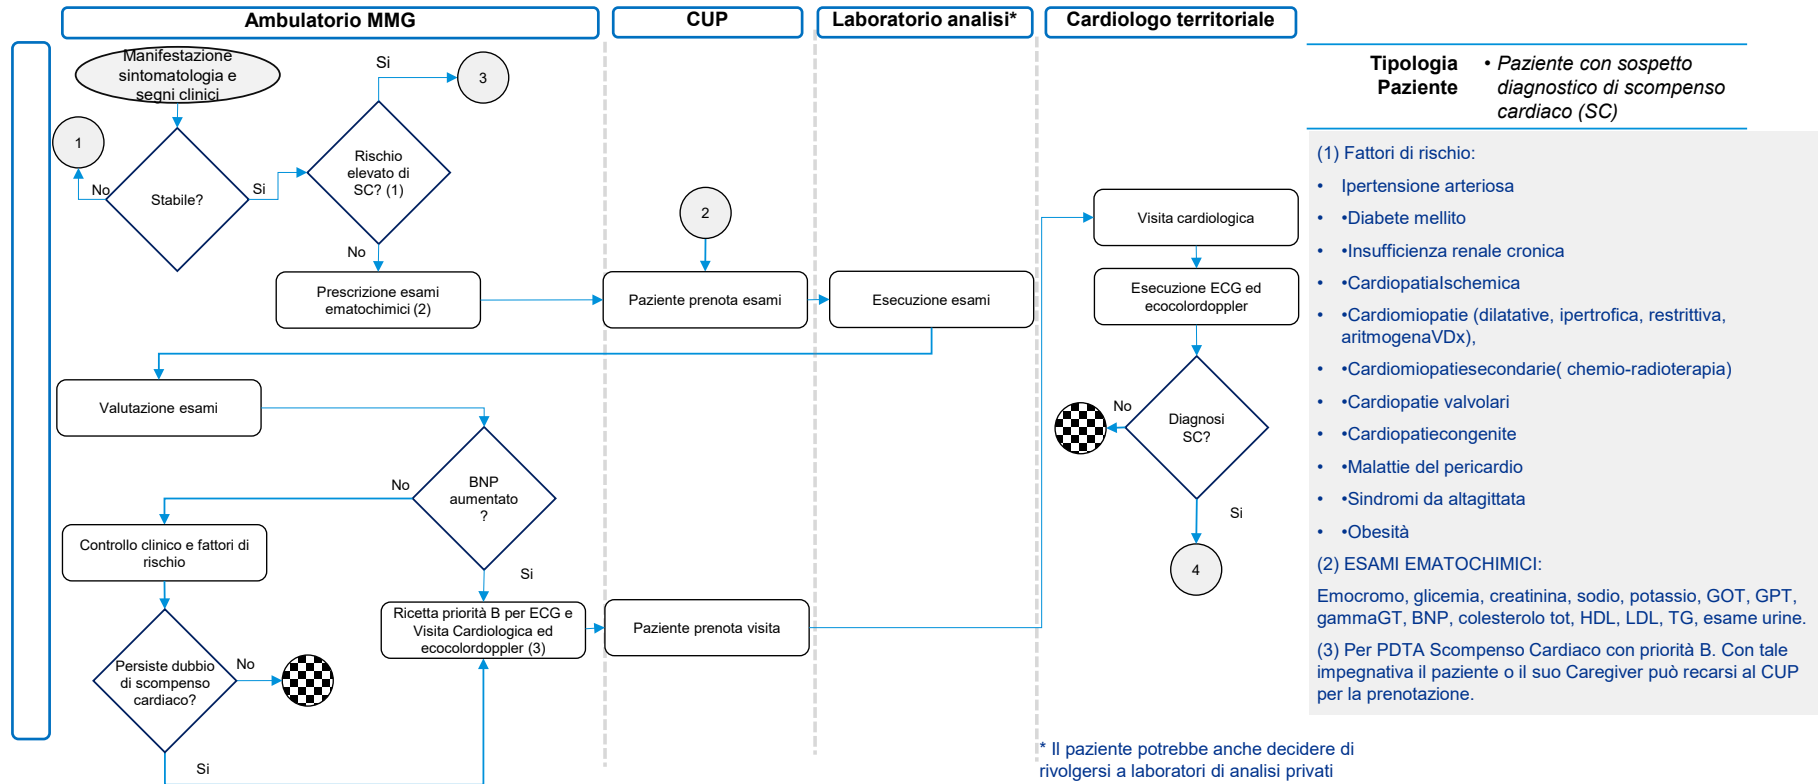 Ambulatorio MMG
CUP
Laboratorio analisi*
Cardiologo territoriale
Manifestazione
sintomatologia e
segni clinici
Si
3
1
No
Stabile?
Si
Rischio
elevato di
SC? (1)
No
2
Prescrizione esami
ematochimici (2)
Paziente prenota esami
Esecuzione esami
Visita cardiologica
Esecuzione ECG ed
ecocolordoppler
Valutazione esami
No
Diagnosi
SC?
Si
4
BNP
aumentato
?
No
Si
Controllo clinico e fattori di
rischio
Ricetta priorità B per ECG e
Visita Cardiologica ed
ecocolordoppler (3)
Paziente prenota visita
Persiste dubbio
di scompenso
cardiaco?
No
Si
Tipologia
Paziente
• Paziente con sospetto
diagnostico di scompenso
cardiaco (SC)
(1) Fattori di rischio:
• Ipertensione arteriosa
• •Diabete mellito
• •Insufficienza renale cronica
• •CardiopatiaIschemica
• •Cardiomiopatie (dilatative, ipertrofica, restrittiva,
aritmogenaVDx),
• •Cardiomiopatiesecondarie( chemio-radioterapia)
• •Cardiopatie valvolari
• •Cardiopatiecongenite
• •Malattie del pericardio
• •Sindromi da altagittata
• •Obesità
(2) ESAMI EMATOCHIMICI:
Emocromo, glicemia, creatinina, sodio, potassio, GOT, GPT,
gammaGT, BNP, colesterolo tot, HDL, LDL, TG, esame urine.
(3) Per PDTA Scompenso Cardiaco con priorità B. Con tale
impegnativa il paziente o il suo Caregiver può recarsi al CUP
per la prenotazione.
* Il paziente potrebbe anche decidere di
rivolgersi a laboratori di analisi privati